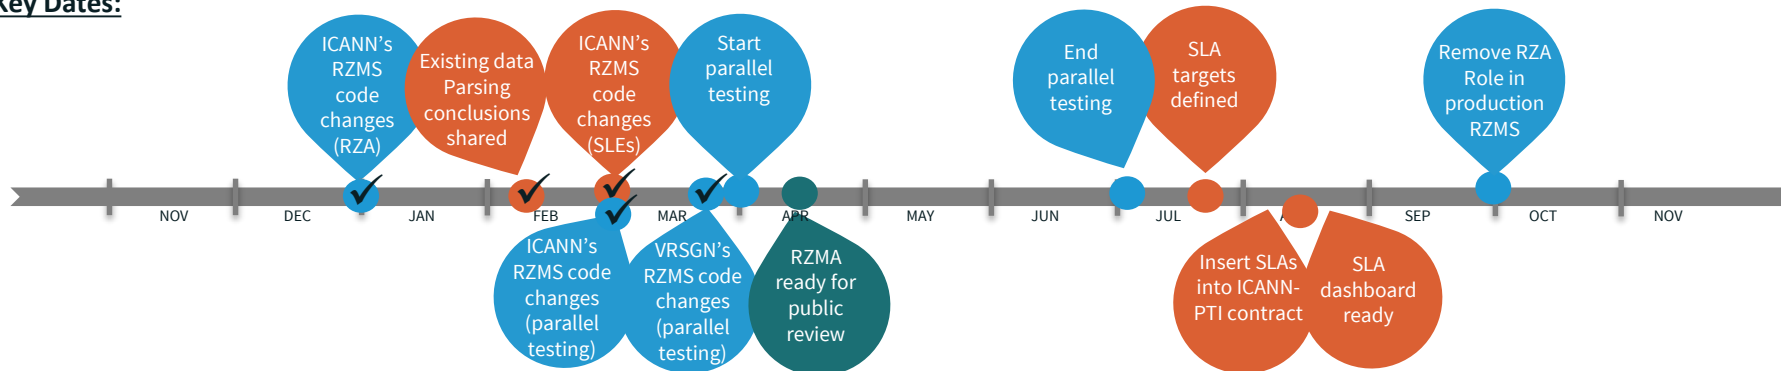 Key Dates:
ICANN's
RZMS
code
changes
(RZA)
Existing data
Parsing
conclusions
shared
ICANN's
RZMS
code
changes
(SLEs)
Start
parallel
testing
End
parallel
testing
SLA
targets
defined
Remove RZA
Role in
production
RZMS
NOV
DEC
JAN
FEB
MAR
APR
MAY
JUN
JUL
SEP
OCT
NOV
ICANN's
RZMS code
changes
(parallel
testing)
VRSGN's
RZMS code
changes
(parallel
testing)
RZMA
ready for
public
review
Insert SLAs
into ICANN-
PTI contract
SLA
dashboard
ready